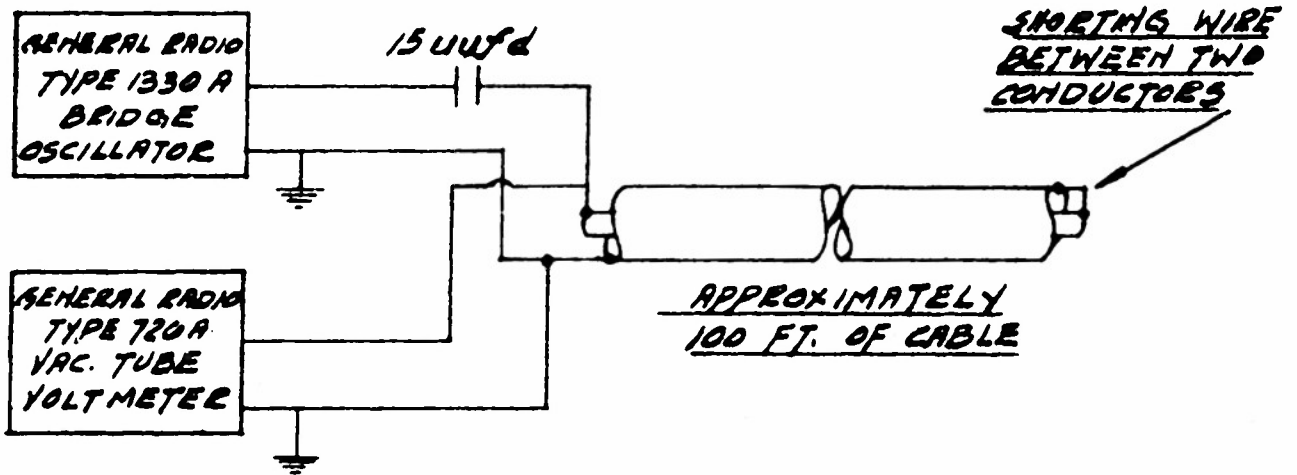 GENERAL RADIO
TYPE 1330 A
BRIDGE
OSCILLATOR
15 uufd
SHORTING WIRE
BETWEEN TWO
CONDUCTORS
GENERAL RADIO
TYPE 720 A
VAC. TUBE
VOLTMETER
APPROXIMATELY
100 FT. OF CABLE